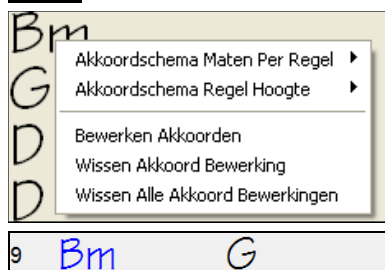 Bm
Akkoordschema Maten Per Regel
G
Akkoordschema Regel Hoogte
D
Bewerken Akkoorden
Wissen Akkoord Bewerking
D
Wissen Alle Akkoord Bewerkingen
9 Bm G